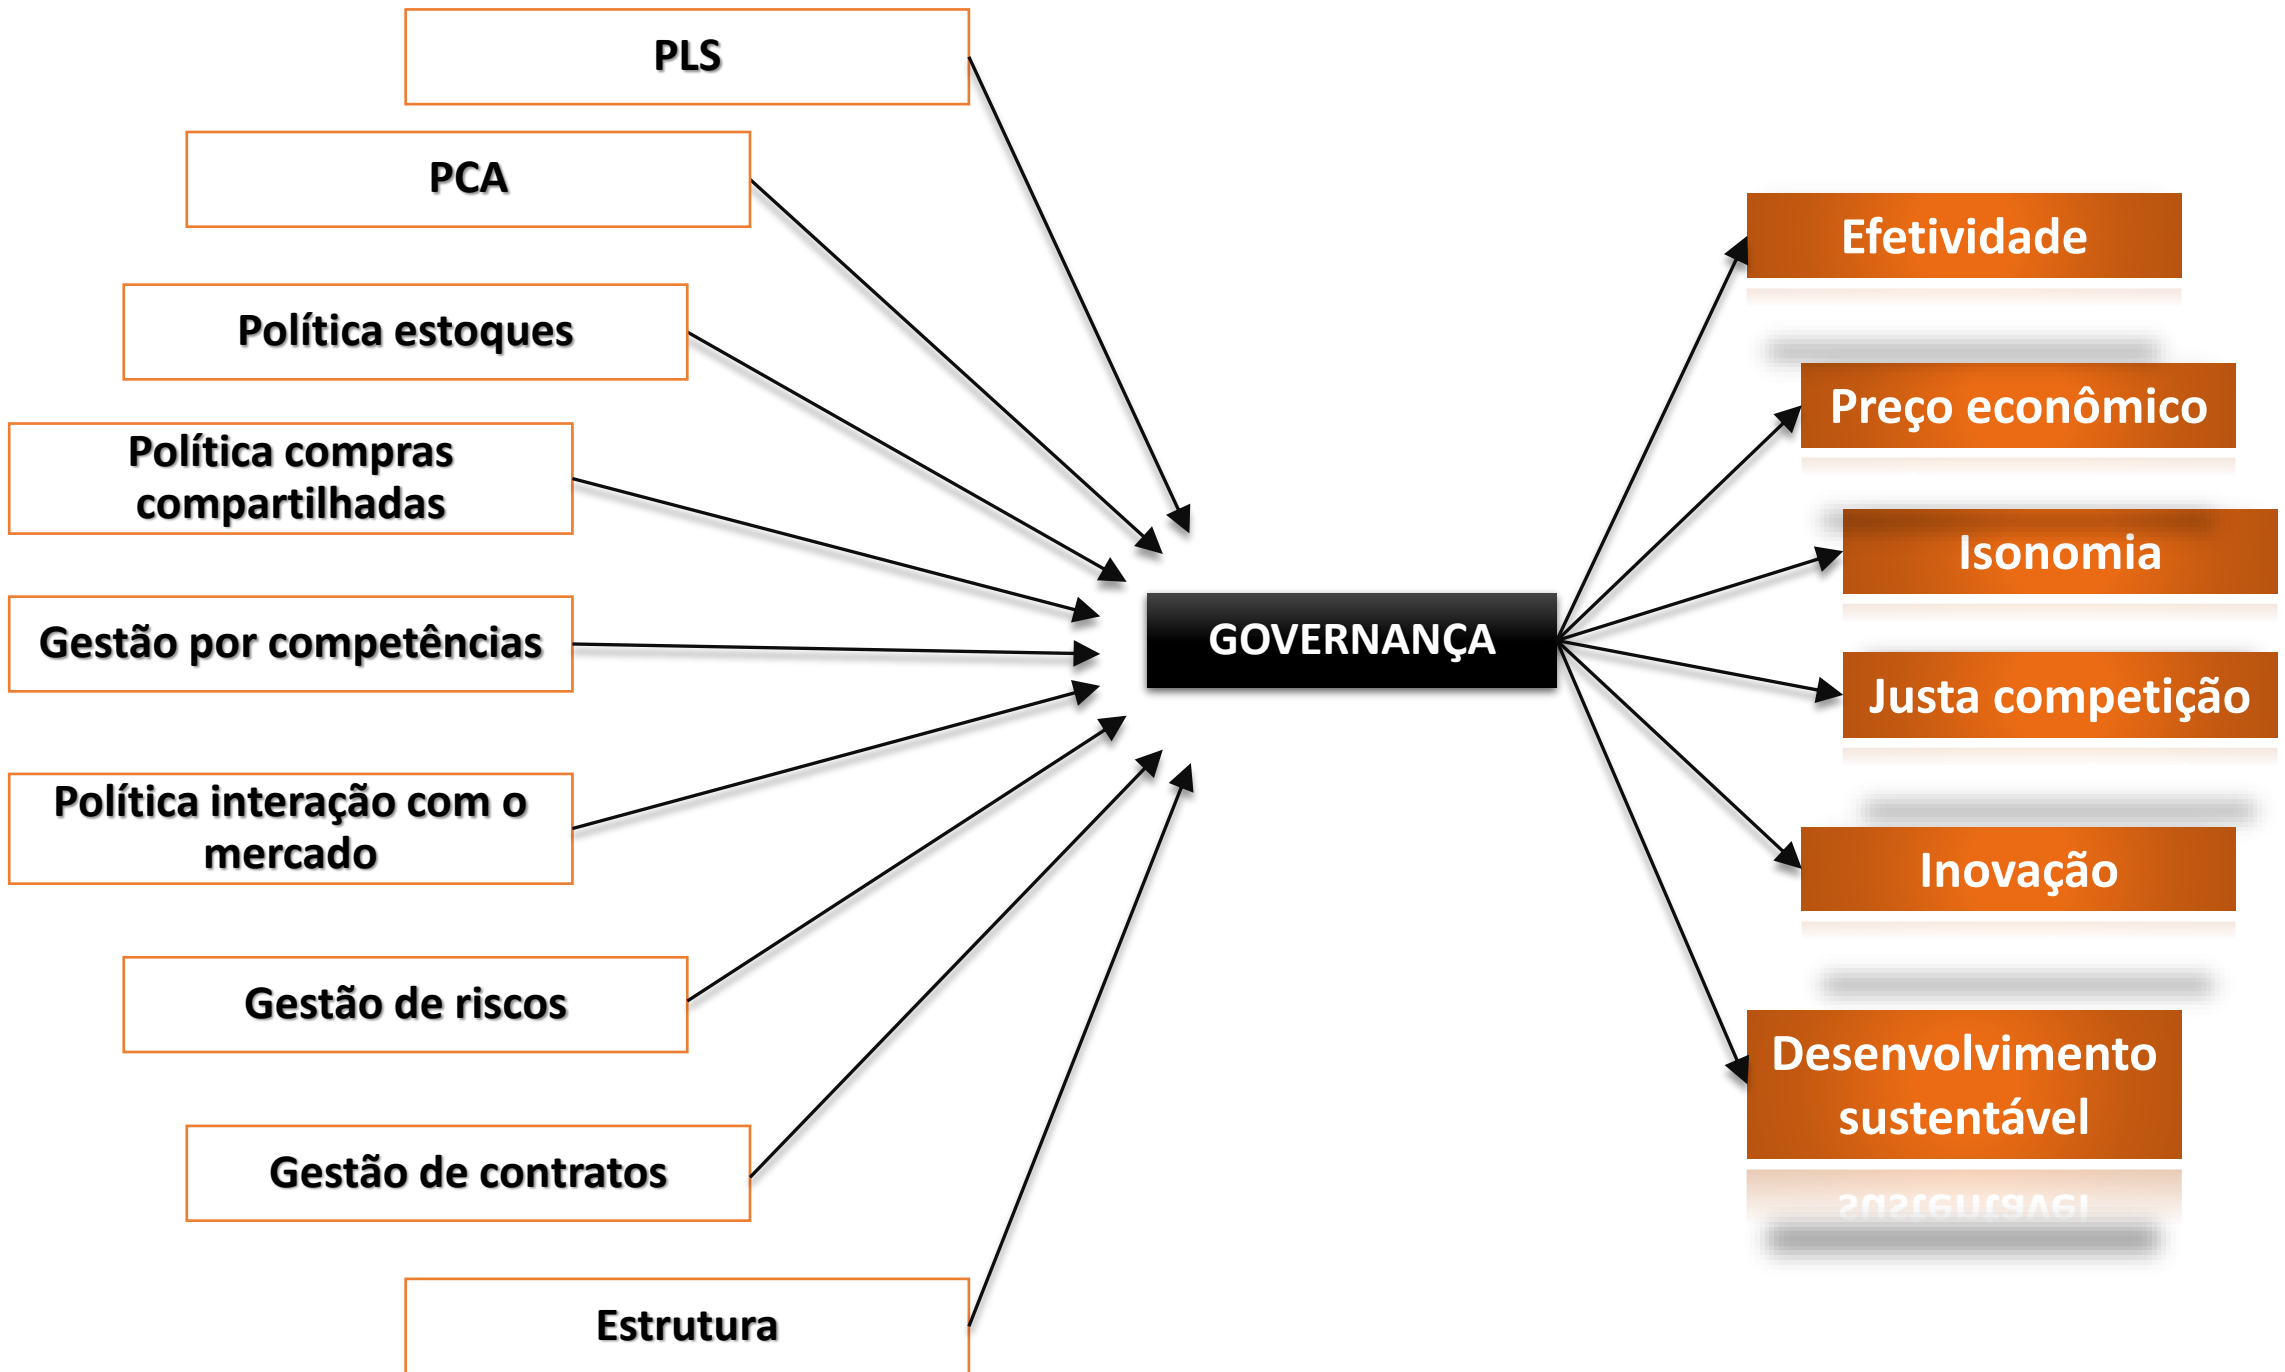 PLS
PCA
Política estoques
Política compras
compartilhadas
Gestão por competências
Política interação com o
mercado
Gestão de riscos
Gestão de contratos
Estrutura
GOVERNANÇA
Efetividade
Preço econômico
Isonomia
Justa competição
Inovação
Desenvolvimento
sustentável